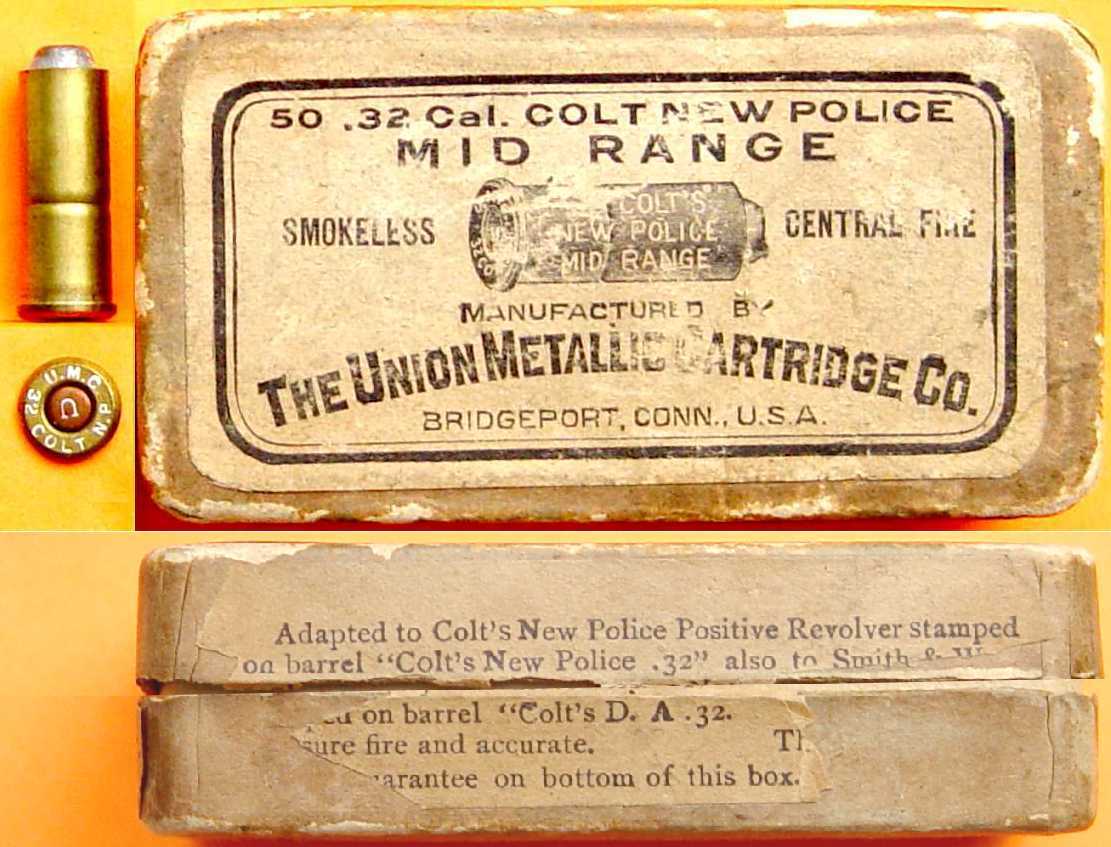 50 .32 Cal. COLT NEW POLICE
MID RANGE
SMOKELESS
COLT'S
NEW POLICE
MID RANGE
CENTRAL FIRE
MANUFACTURED BY
THE UNION METALLIC CARTRIDGE CO.
BRIDGEPORT, CONN., U.S.A.
U.M.C.
32 COLT N P
U
Adapted to Colt's New Police Positive Revolver stamped
on barrel "Colt's New Police .32" also to Smith &
on barrel "Colt's D. A .32.
sure fire and accurate.
on bottom of this box.